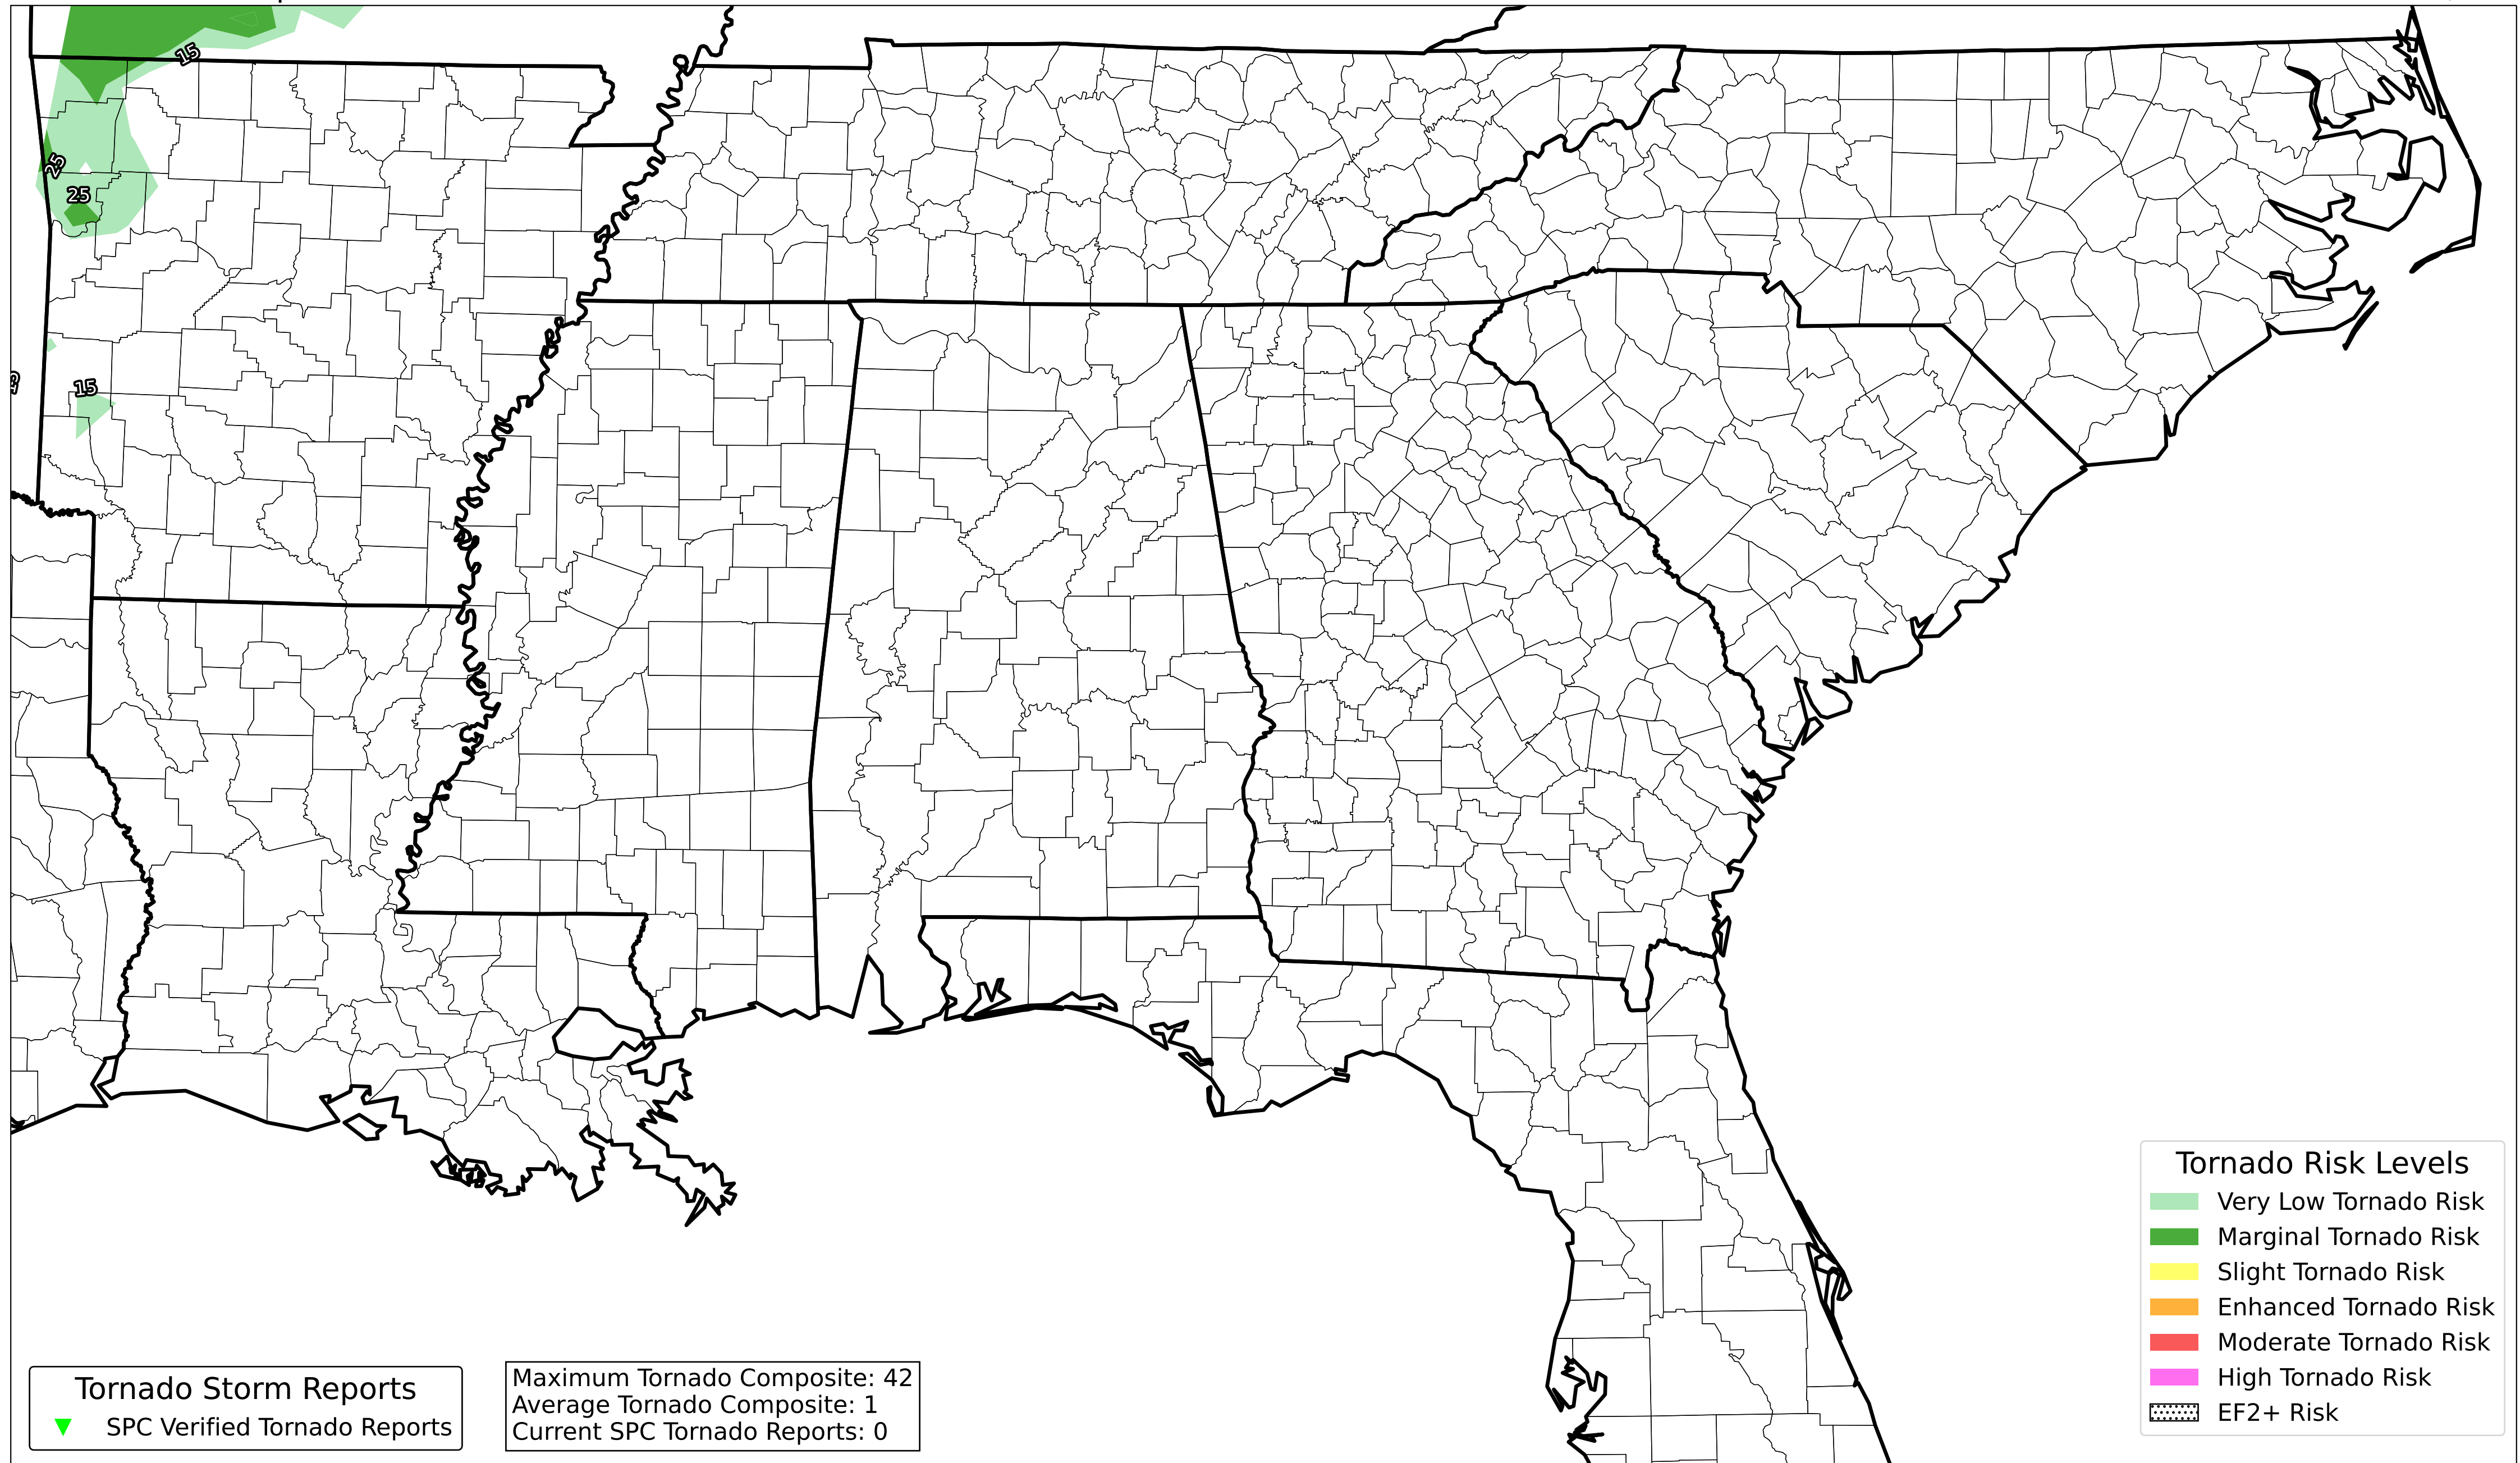 15
25
25
15
Tornado Risk Levels
Very Low Tornado Risk
Marginal Tornado Risk
Slight Tornado Risk
Enhanced Tornado Risk
Moderate Tornado Risk
High Tornado Risk
EF2+ Risk
Tornado Storm Reports
SPC Verified Tornado Reports
Maximum Tornado Composite: 42
Average Tornado Composite: 1
Current SPC Tornado Reports: 0